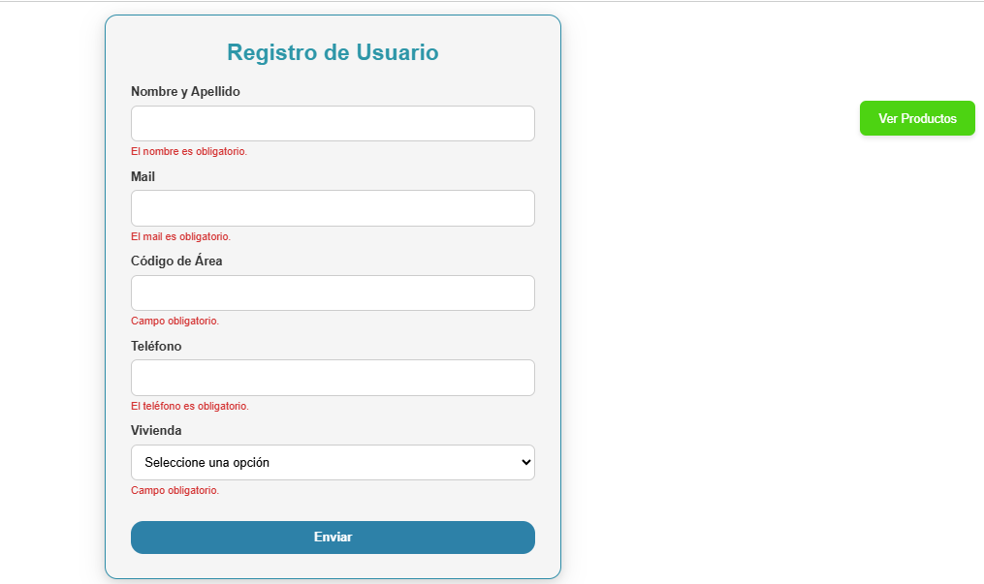 Registro de Usuario
Nombre y Apellido
El nombre es obligatorio.
Mail
El mail es obligatorio.
Código de Área
Campo obligatorio.
Teléfono
El teléfono es obligatorio.
Vivienda
Seleccione una opción
Campo obligatorio.
Enviar
Ver Productos